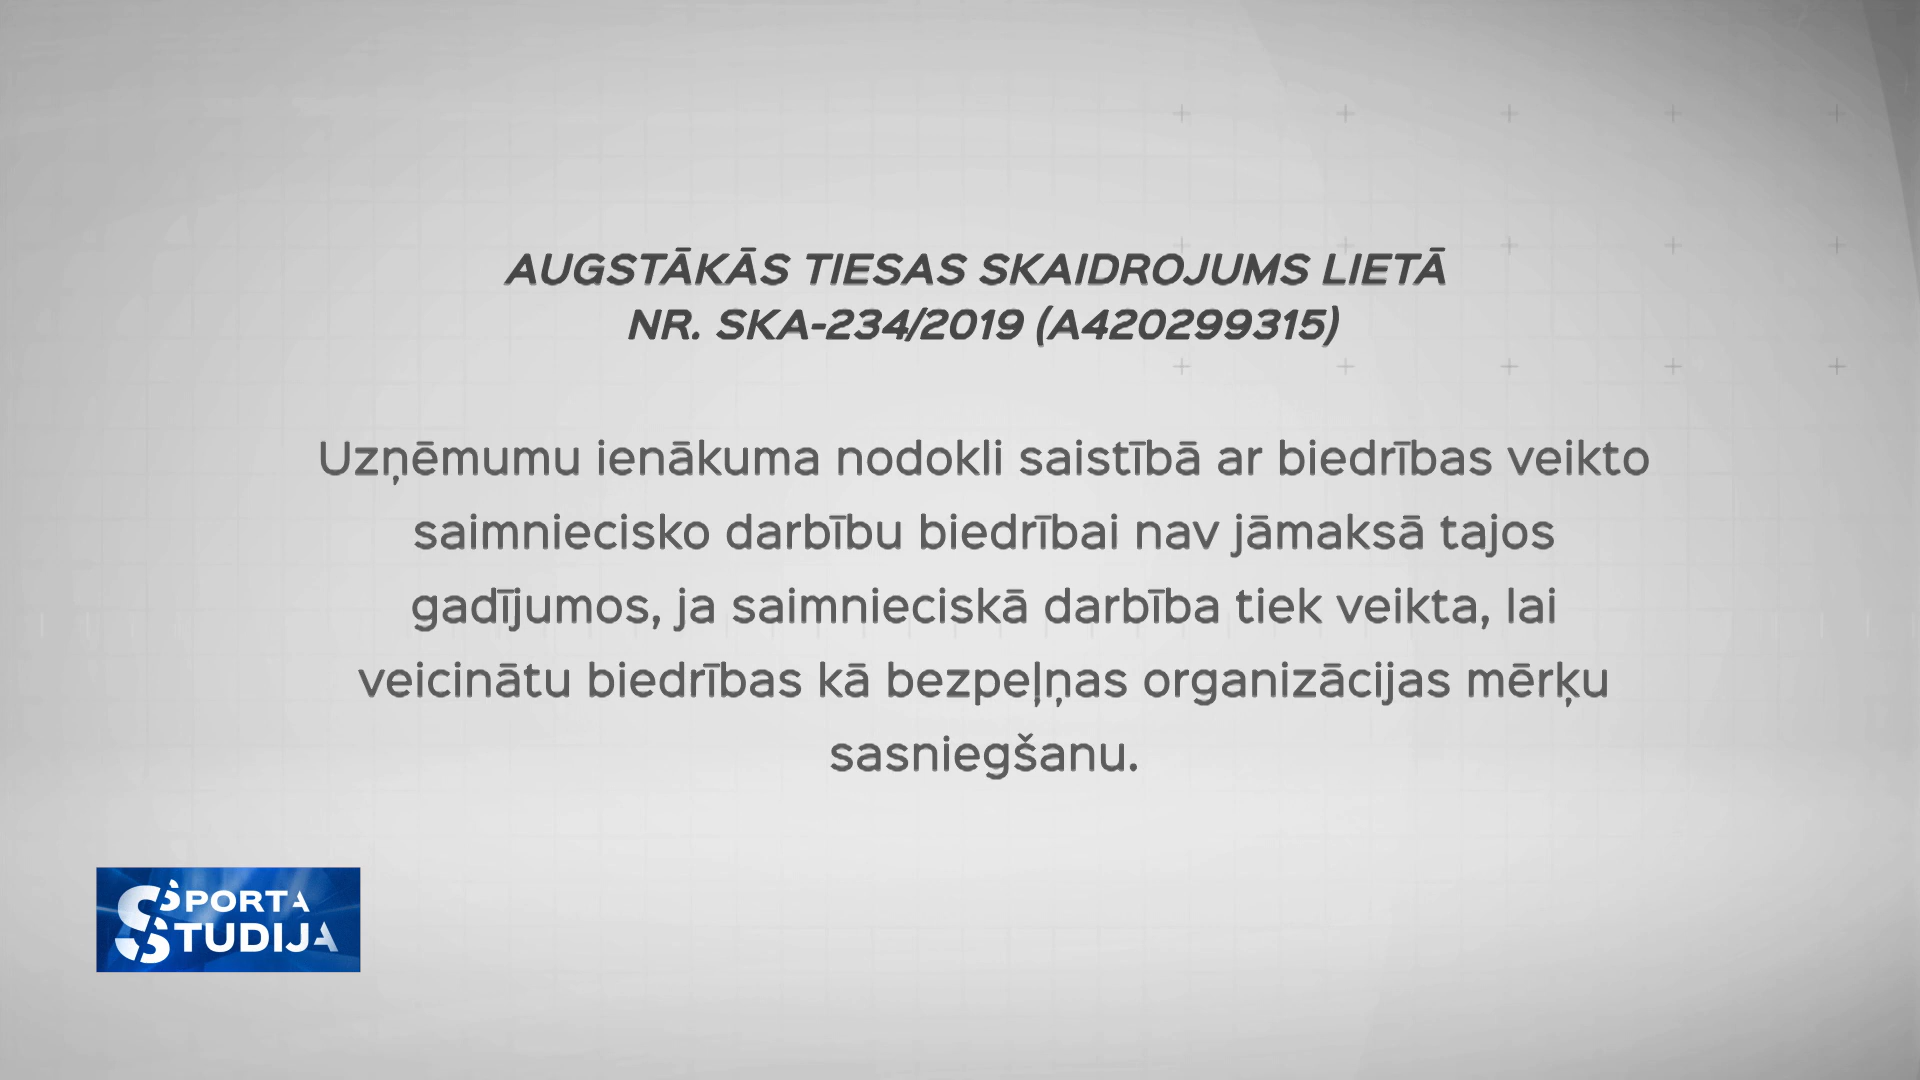 AUGSTĀKĀS TIESAS SKAIDROJUMS LIETĀ
NR. SKA-234/2019 (A420299315)
Uzņēmumu ienākuma nodokli saistībā ar biedrības veikto
saimniecisko darbību biedrībai nav jāmaksā tajos
gadījumos, ja saimnieciskā darbība tiek veikta, lai
veicinātu biedrības kā bezpeļņas organizācijas mērķu
sasniegšanu.
SPORTA
STUDIJA